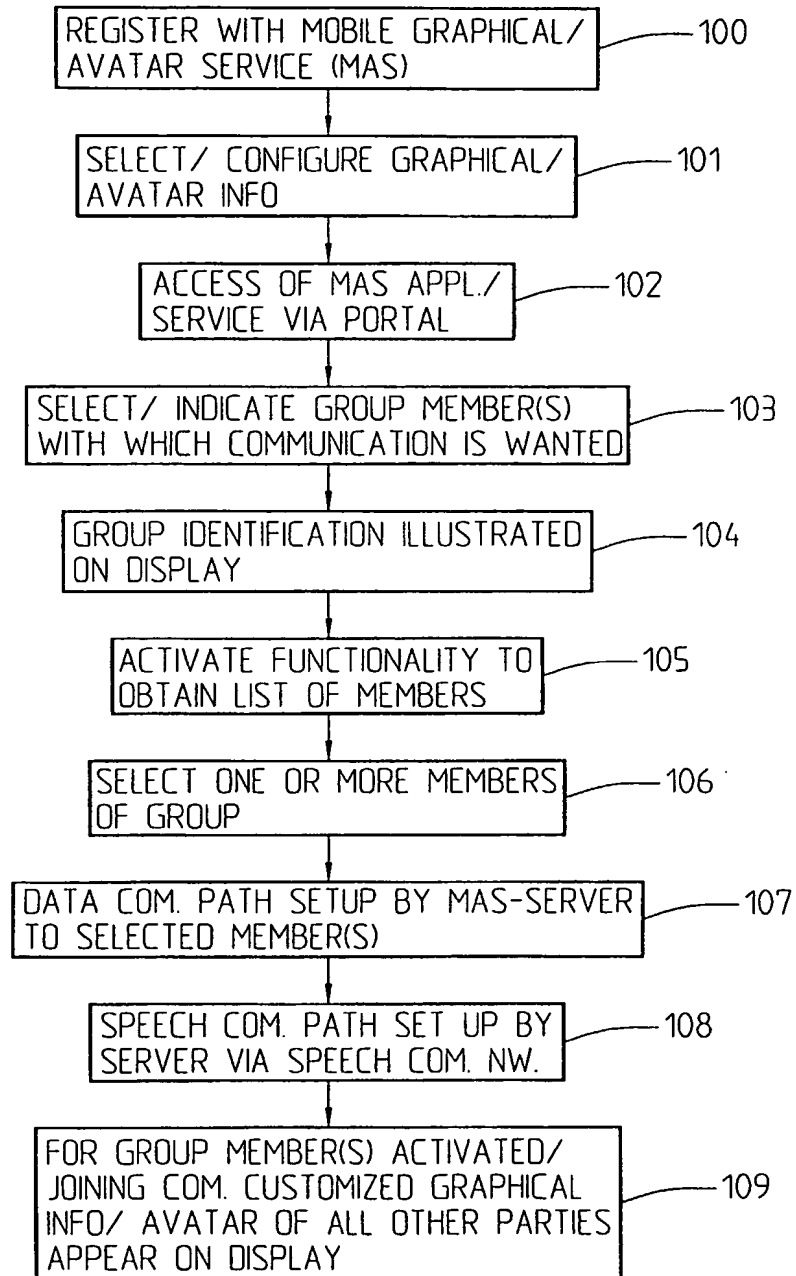 REGISTER WITH MOBILE GRAPHICAL/
AVATAR SERVICE (MAS)
100
SELECT/ CONFIGURE GRAPHICAL/
AVATAR INFO
101
ACCESS OF MAS APPL./
SERVICE VIA PORTAL
102
SELECT/ INDICATE GROUP MEMBER(S)
WITH WHICH COMMUNICATION IS WANTED
103
GROUP IDENTIFICATION ILLUSTRATED
ON DISPLAY
104
ACTIVATE FUNCTIONALITY TO
OBTAIN LIST OF MEMBERS
105
SELECT ONE OR MORE MEMBERS
OF GROUP
106
DATA COM. PATH SETUP BY MAS-SERVER
TO SELECTED MEMBER(S)
107
SPEECH COM. PATH SET UP BY
SERVER VIA SPEECH COM. NW.
108
FOR GROUP MEMBER(S) ACTIVATED/
JOINING COM. CUSTOMIZED GRAPHICAL
INFO/ AVATAR OF ALL OTHER PARTIES
APPEAR ON DISPLAY
109